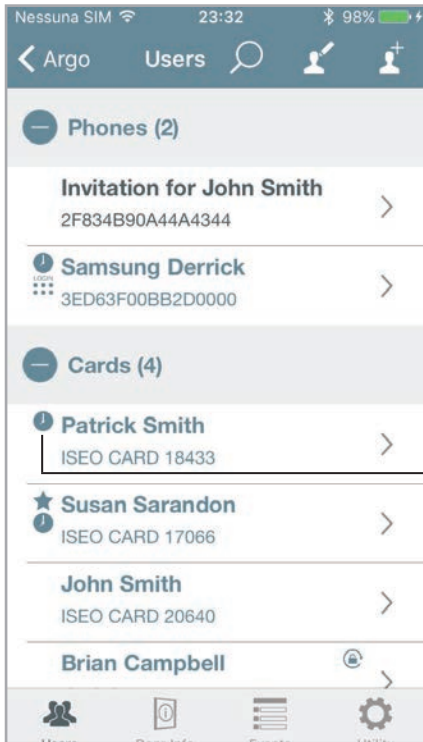 Nessuna SIM 23:32 98%
Argo Users
Phones (2)
Invitation for John Smith
2F834B90A44A4344
LOGIN Samsung Derrick
3ED63F00BB2D0000
Cards (4)
Patrick Smith
ISEO CARD 18433
Susan Sarandon
ISEO CARD 17066
John Smith
ISEO CARD 20640
Brian Campbell